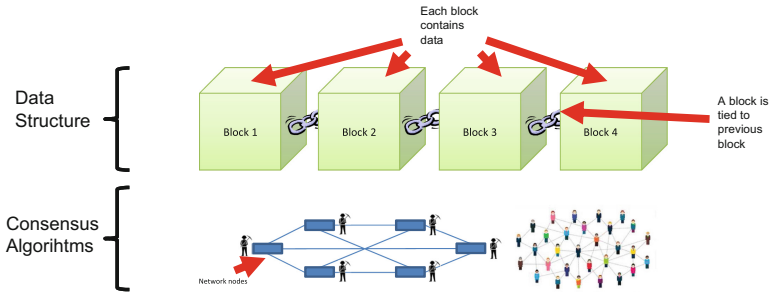 Each block
contains
data
Data
Structure
Block 1
Block 2
Block 3
Block 4
A block is
tied to
previous
block
Consensus
Algorihtms
Network nodes